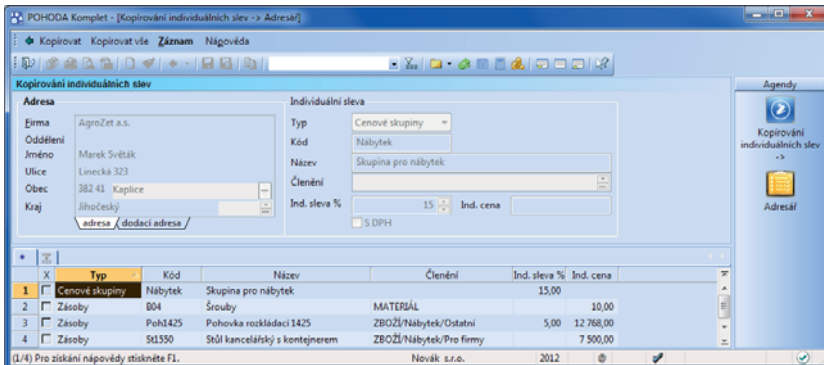 POHODA Komplet - [Kopírování individuálních slev -> Adresář]
Kopírovat Kopírovat vše Záznam Nápověda
Kopírování individuálních slev
Agendy
Kopírování
individuálních slev
->
Adresář
Adresa
Firma AgroZet a.s.
Oddělení
Jméno Marek Světák
Ulice Linecká 323
Obec 382 41 Kaplice
Kraj Jihočeský
adresa dodací adresa
Individuální sleva
Typ Cenové skupiny
Kód Nábytek
Název Skupina pro nábytek
Členění
Ind. sleva % 15 Ind. cena
S DPH
X Typ Kód Název Členění Ind. sleva % Ind. cena
1 Cenové skupiny Nábytek Skupina pro nábytek 15,00
2 Zásoby B04 Šrouby MATERIÁL 10,00
3 Zásoby Poh1425 Pohovka rozkládací 1425 ZBOŽÍ/Nábytek/Ostatní 5,00 12 768,00
4 Zásoby St1550 Stůl kancelářský s kontejnerem ZBOŽÍ/Nábytek/Pro firmy 7 500,00
(1/4) Pro získání nápovědy stiskněte F1. Novák s.r.o. 2012 @